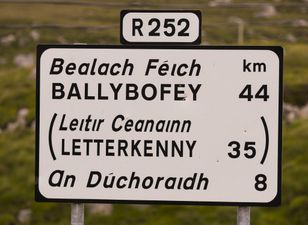 R252
Bealach Féich km
BALLYBOFEY 44
(Leitir Ceanainn
LETTERKENNY 35)
An Dúchoraidh 8